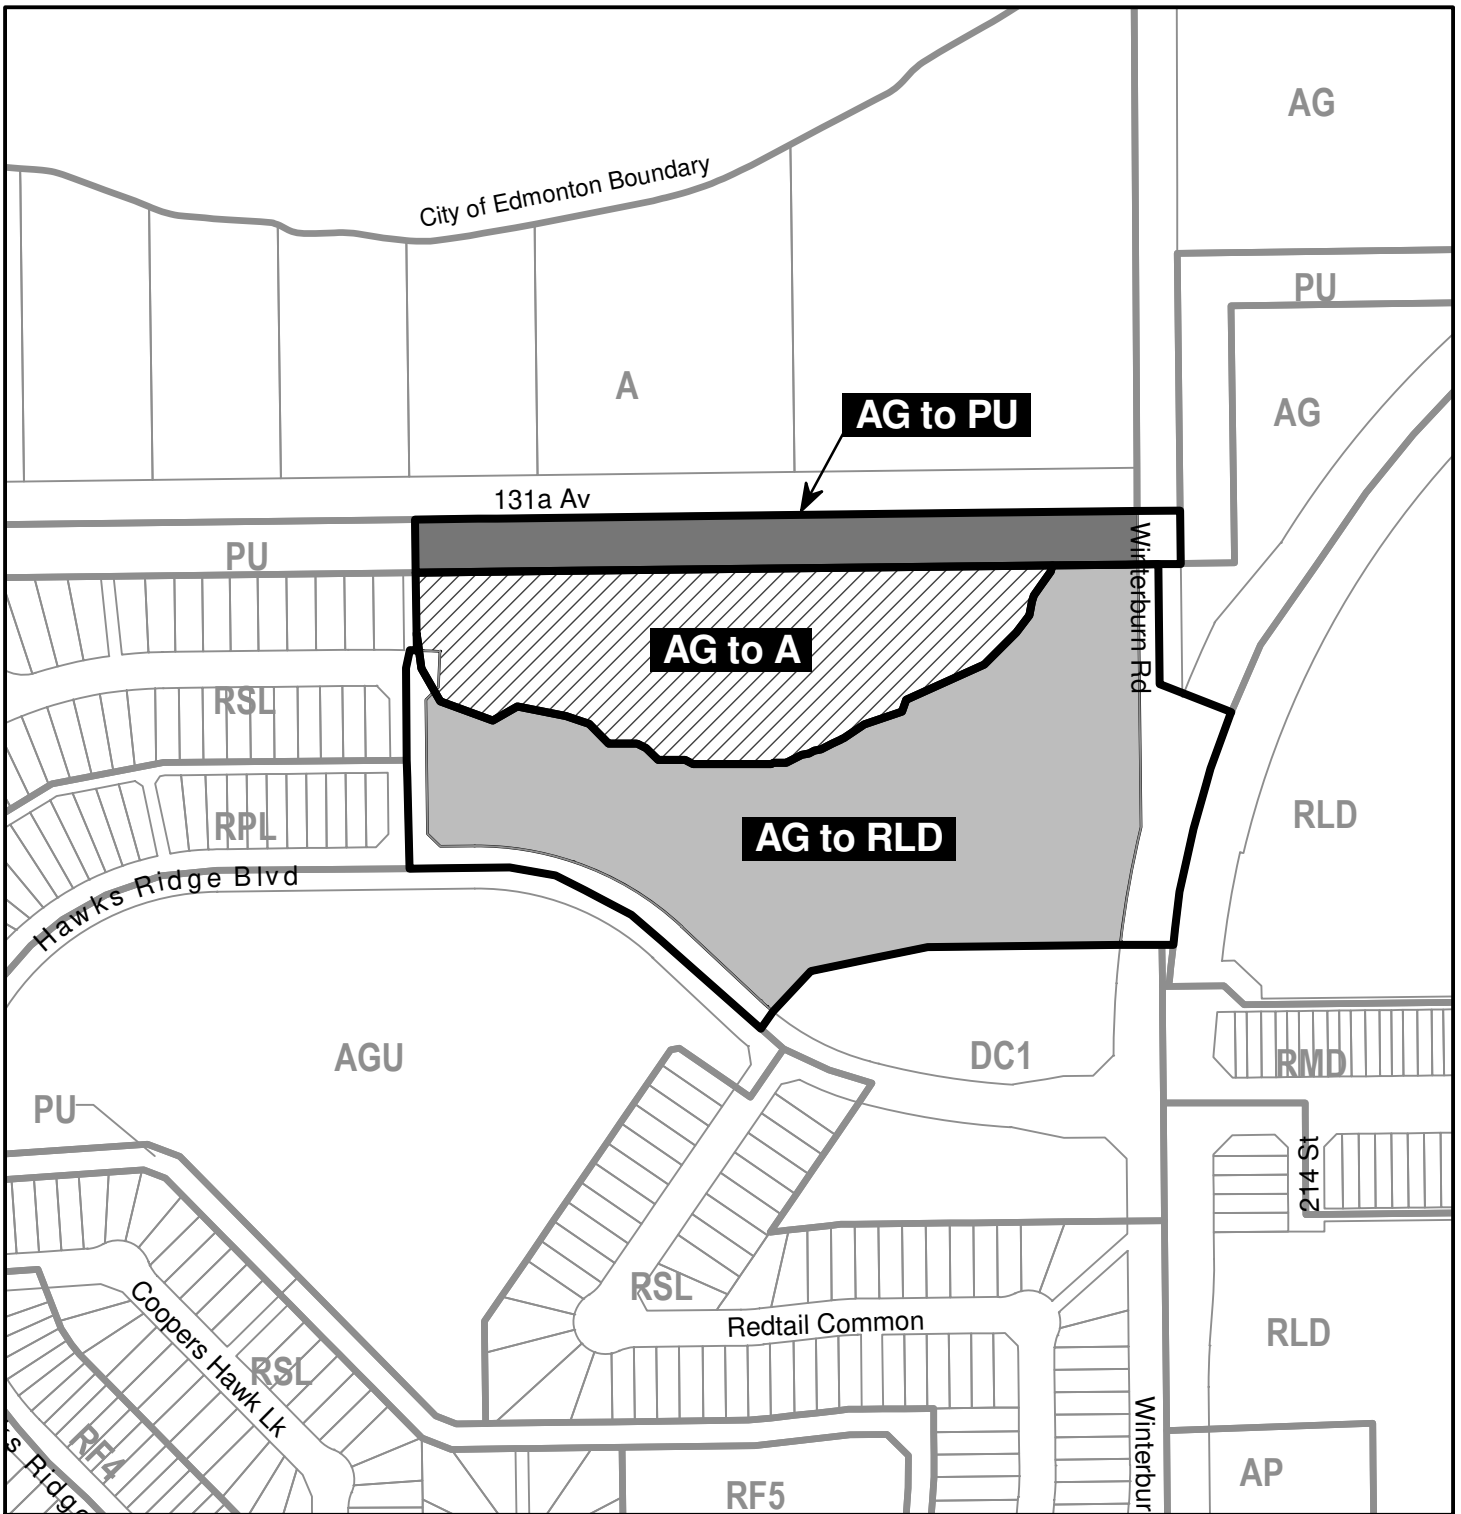 AG
City of Edmonton Boundary
PU
A
AG to PU
AG
131a Av
PU
Winterburn Rd
AG to A
RSL
RLD
RPL
AG to RLD
Hawks Ridge Blvd
AGU
DC1
RMD
PU
214 St
RSL
Redtail Common
RLD
Coopers Hawk Lk
RSL
RF4
s Ridge
Winterbur
AP
RF5